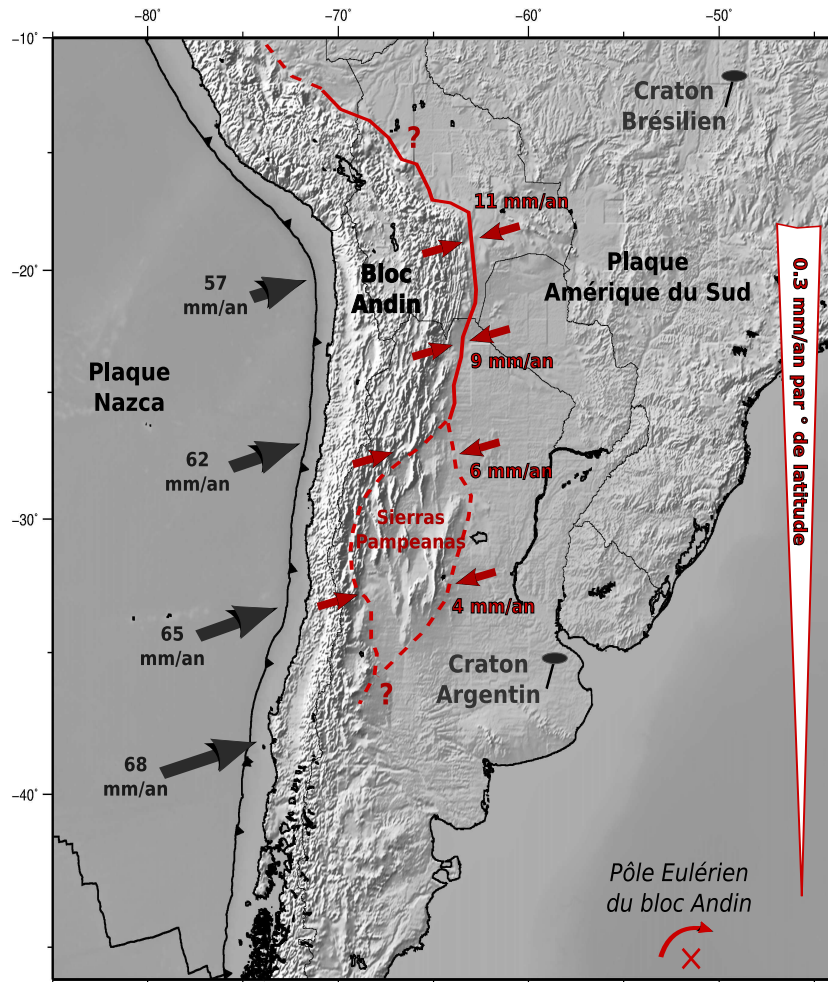 −80°
−70°
−60°
−50°
−10°
−20°
−30°
−40°
Craton
Brésilien
?
11 mm/an
57
mm/an
Bloc
Andin
Plaque
Amérique du Sud
0.3 mm/an par ° de latitude
Plaque
Nazca
9 mm/an
62
mm/an
6 mm/an
Sierras
Pampeanas
4 mm/an
65
mm/an
Craton
Argentin
?
68
mm/an
Pôle Eulérien
du bloc Andin